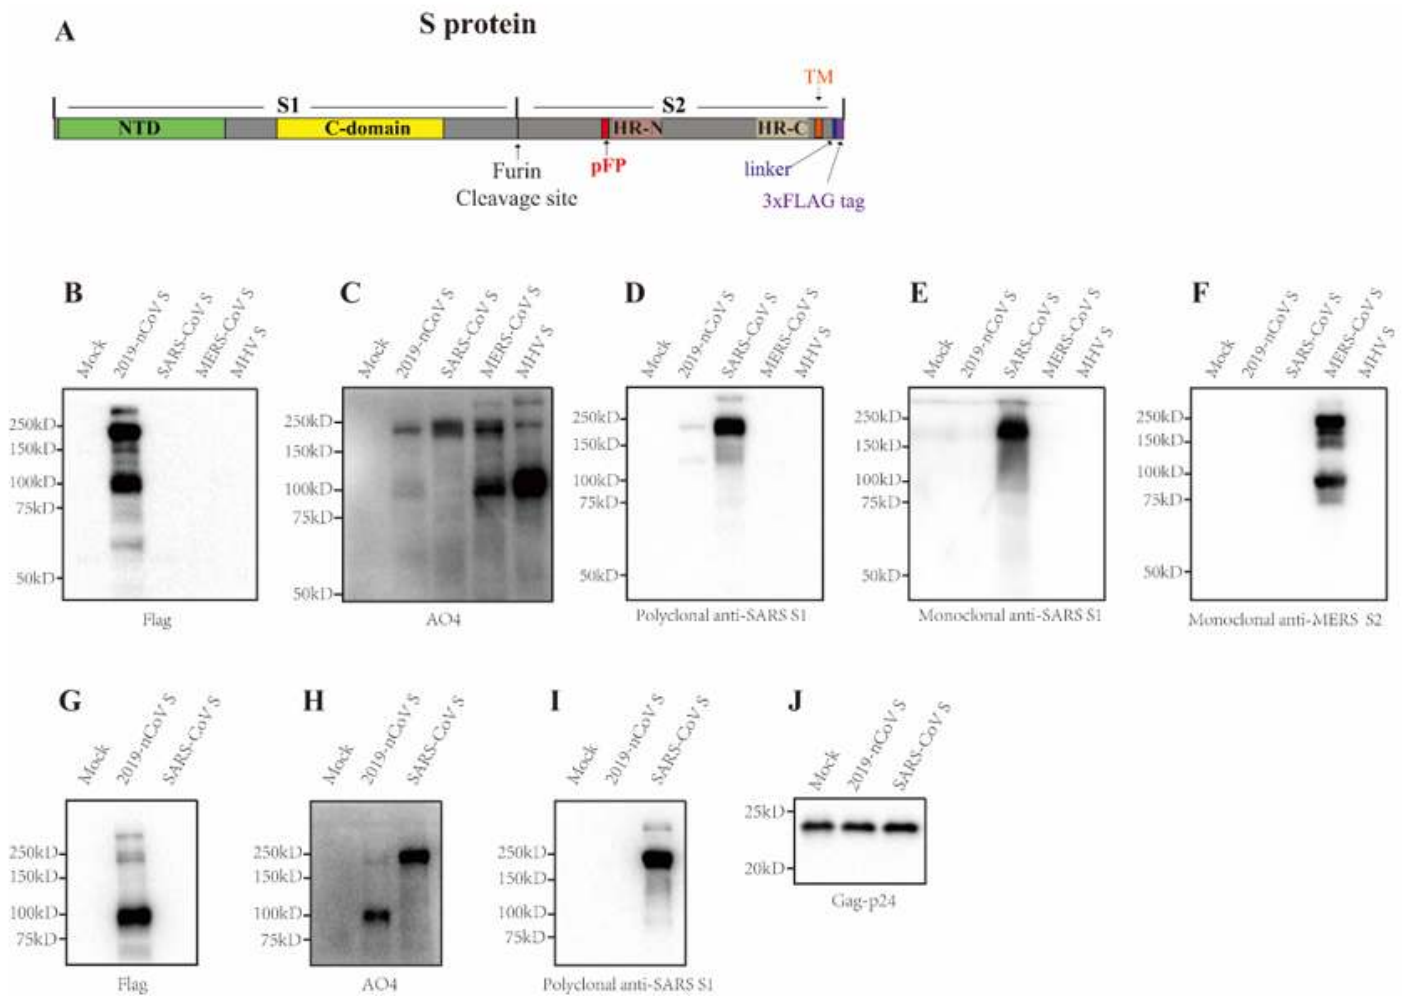 A
S protein
TM
S1
S2
NTD
C-domain
HR-N
HR-C
Furin
Cleavage site
pFP
linker
3xFLAG tag
B
Mock
2019-nCoV S
SARS-CoV S
MERS-CoV S
MHV S
250kD
150kD
100kD
75kD
50kD
Flag
C
Mock
2019-nCoV S
SARS-CoV S
MERS-CoV S
MHV S
250kD
150kD
100kD
75kD
50kD
AO4
D
Mock
2019-nCoV S
SARS-CoV S
MERS-CoV S
MHV S
250kD
150kD
100kD
75kD
50kD
Polyclonal anti-SARS S1
E
Mock
2019-nCoV S
SARS-CoV S
MERS-CoV S
MHV S
250kD
150kD
100kD
75kD
50kD
Monoclonal anti-SARS S1
F
Mock
2019-nCoV S
SARS-CoV S
MERS-CoV S
MHV S
250kD
150kD
100kD
75kD
50kD
Monoclonal anti-MERS S2
G
Mock
2019-nCoV S
SARS-CoV S
250kD
150kD
100kD
75kD
Flag
H
Mock
2019-nCoV S
SARS-CoV S
250kD
150kD
100kD
75kD
AO4
I
Mock
2019-nCoV S
SARS-CoV S
250kD
150kD
100kD
75kD
Polyclonal anti-SARS S1
J
Mock
2019-nCoV S
SARS-CoV S
25kD
20kD
Gag-p24